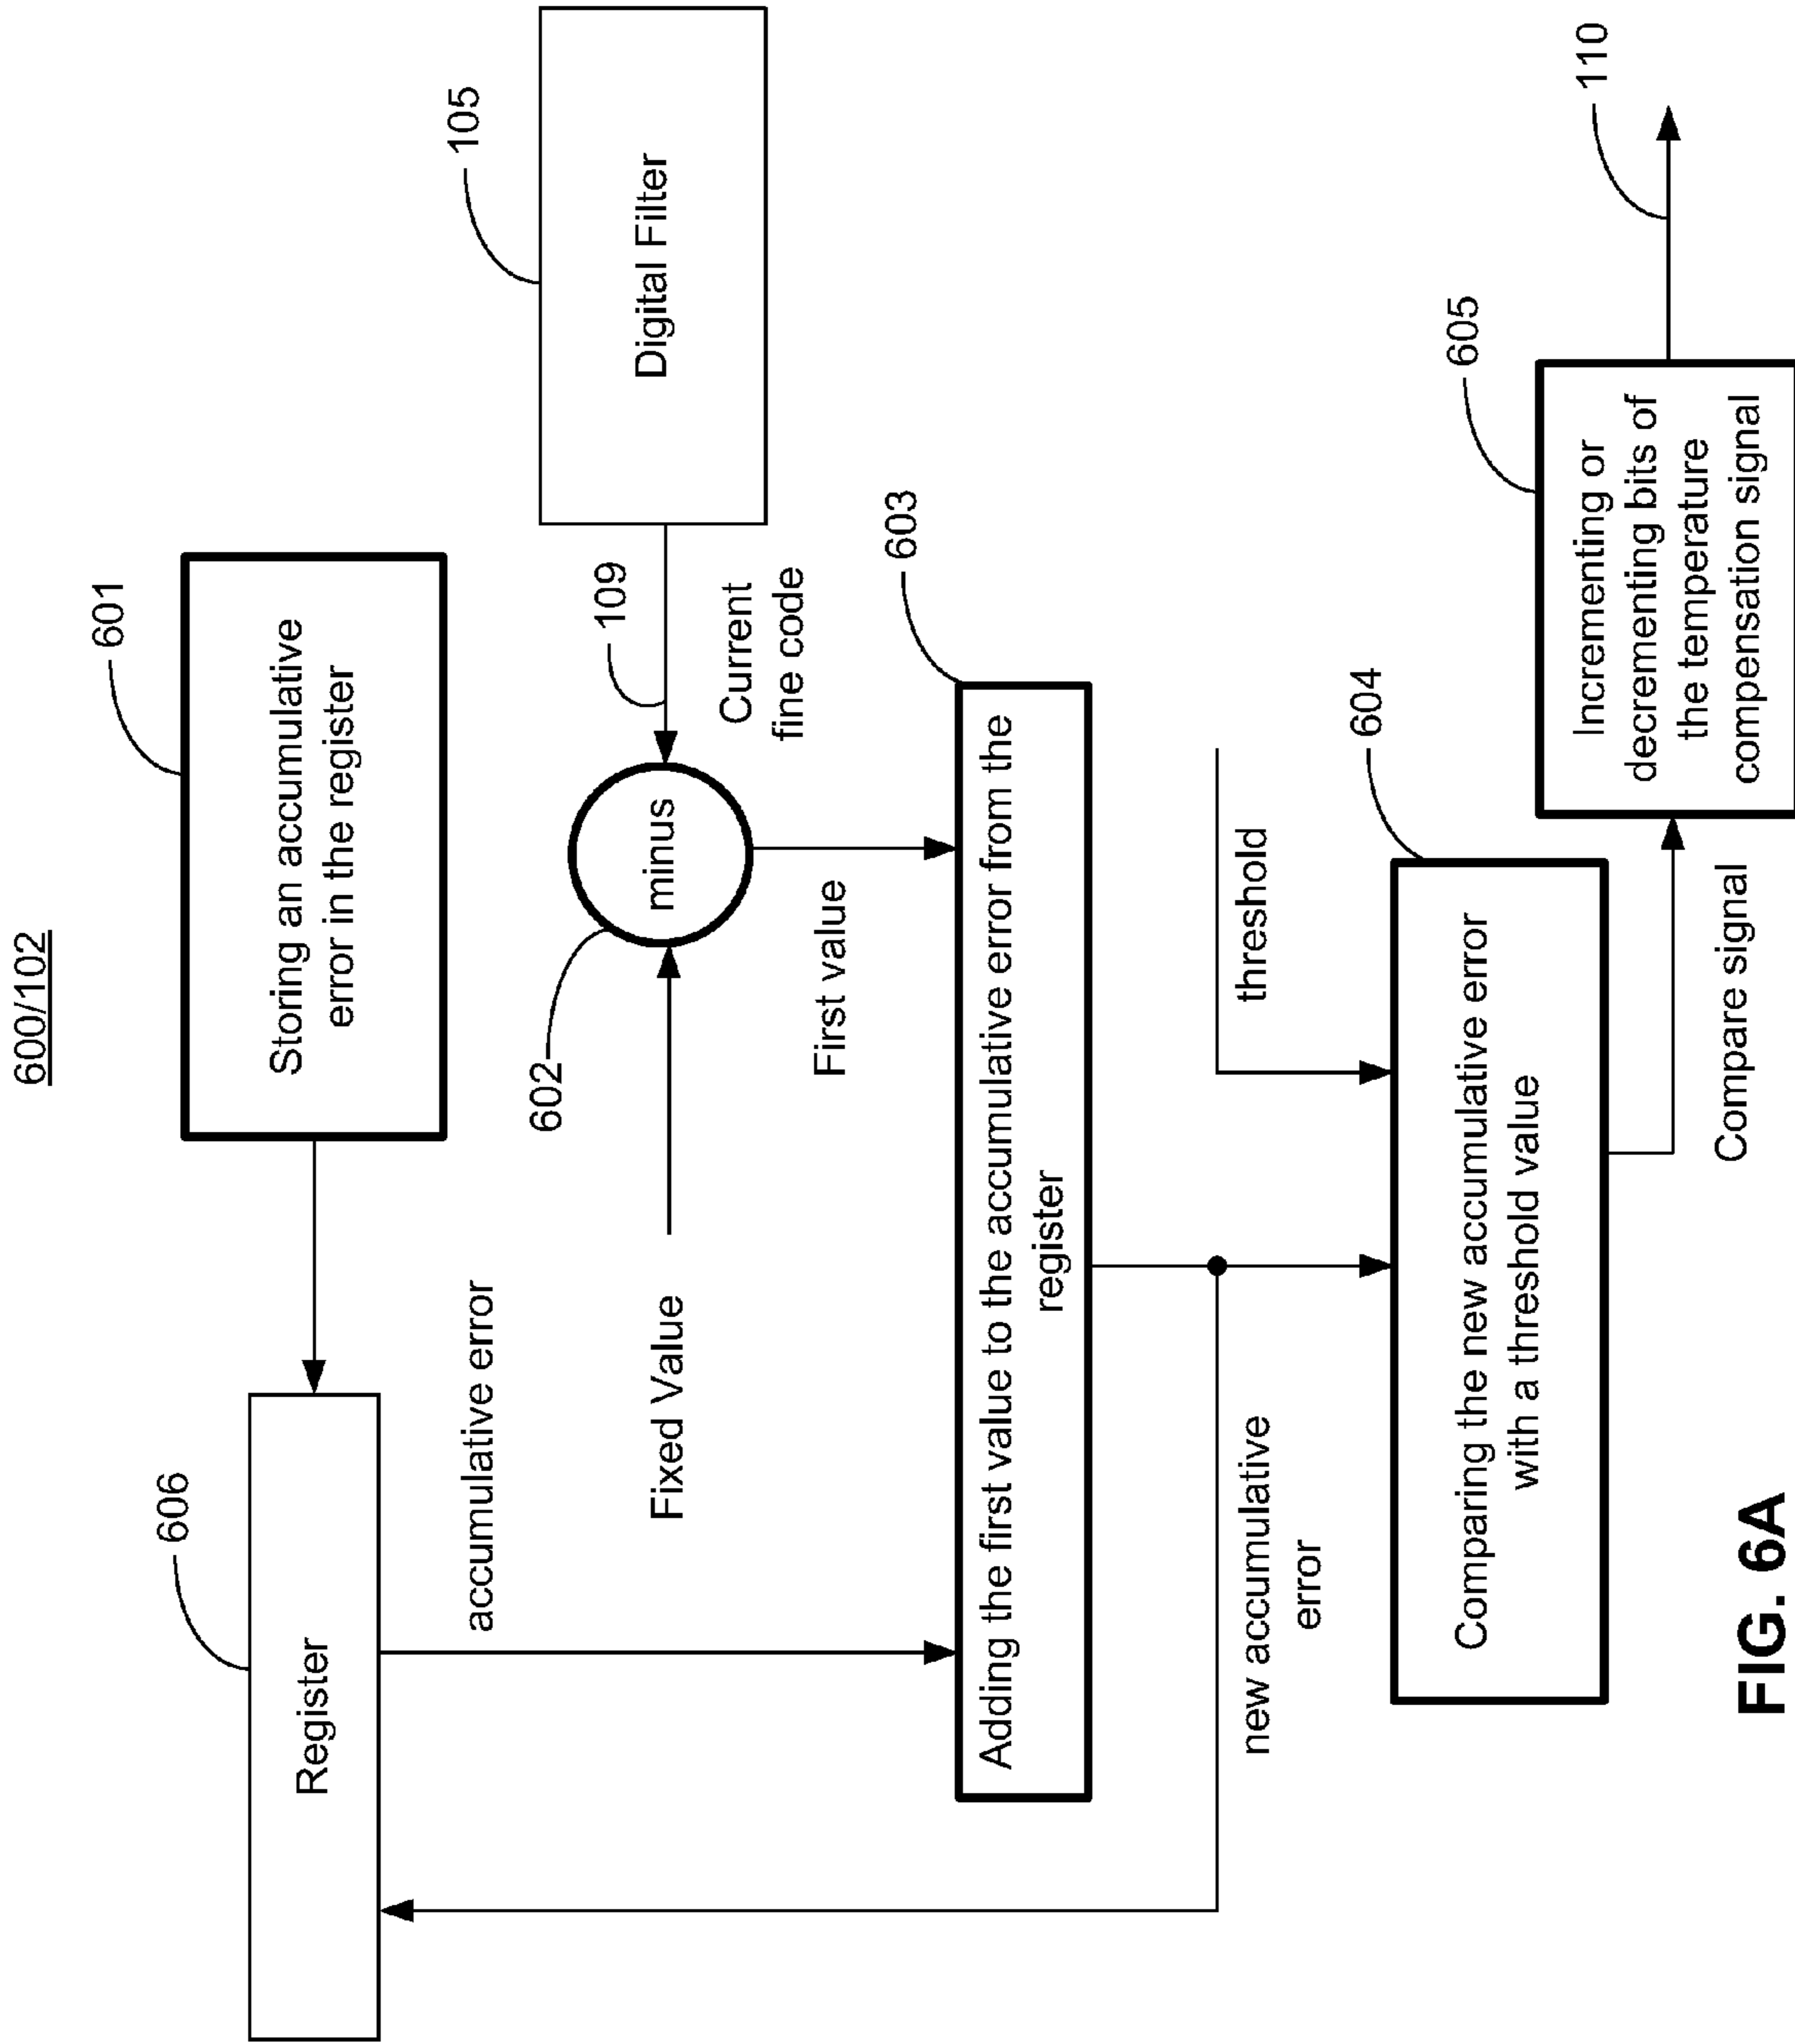 600/102
601
Storing an accumulative
error in the register
606
Register
105
Digital Filter
109
Current
fine code
accumulative error
602
minus
Fixed Value
First value
603
Adding the first value to the accumulative error from the
register
new accumulative
error
threshold
604
Comparing the new accumulative error
with a threshold value
Compare signal
605
Incrementing or
decrementing bits of
the temperature
compensation signal
110
FIG. 6A